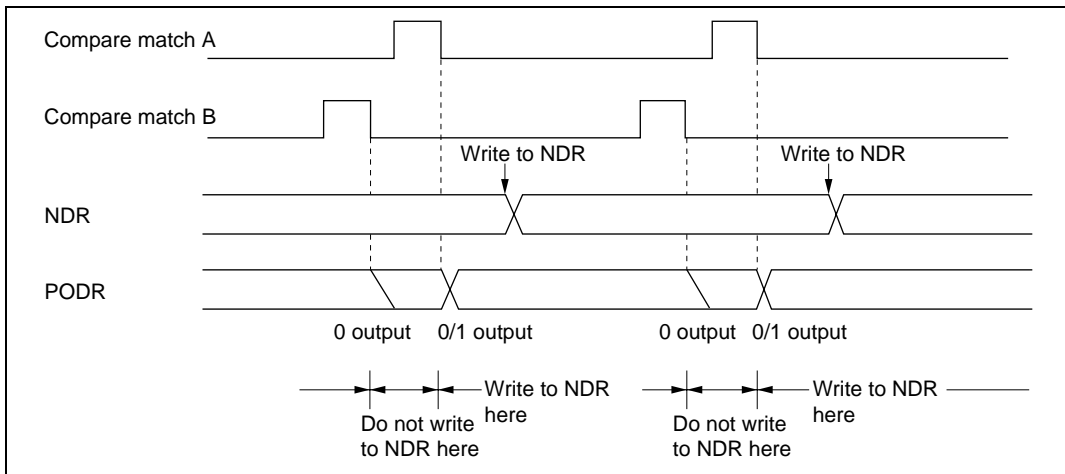 Compare match A
Compare match B
Write to NDR
Write to NDR
NDR
PODR
0 output
0/1 output
0 output
0/1 output
Write to NDR
here
Do not write
to NDR here
Write to NDR
here
Do not write
to NDR here